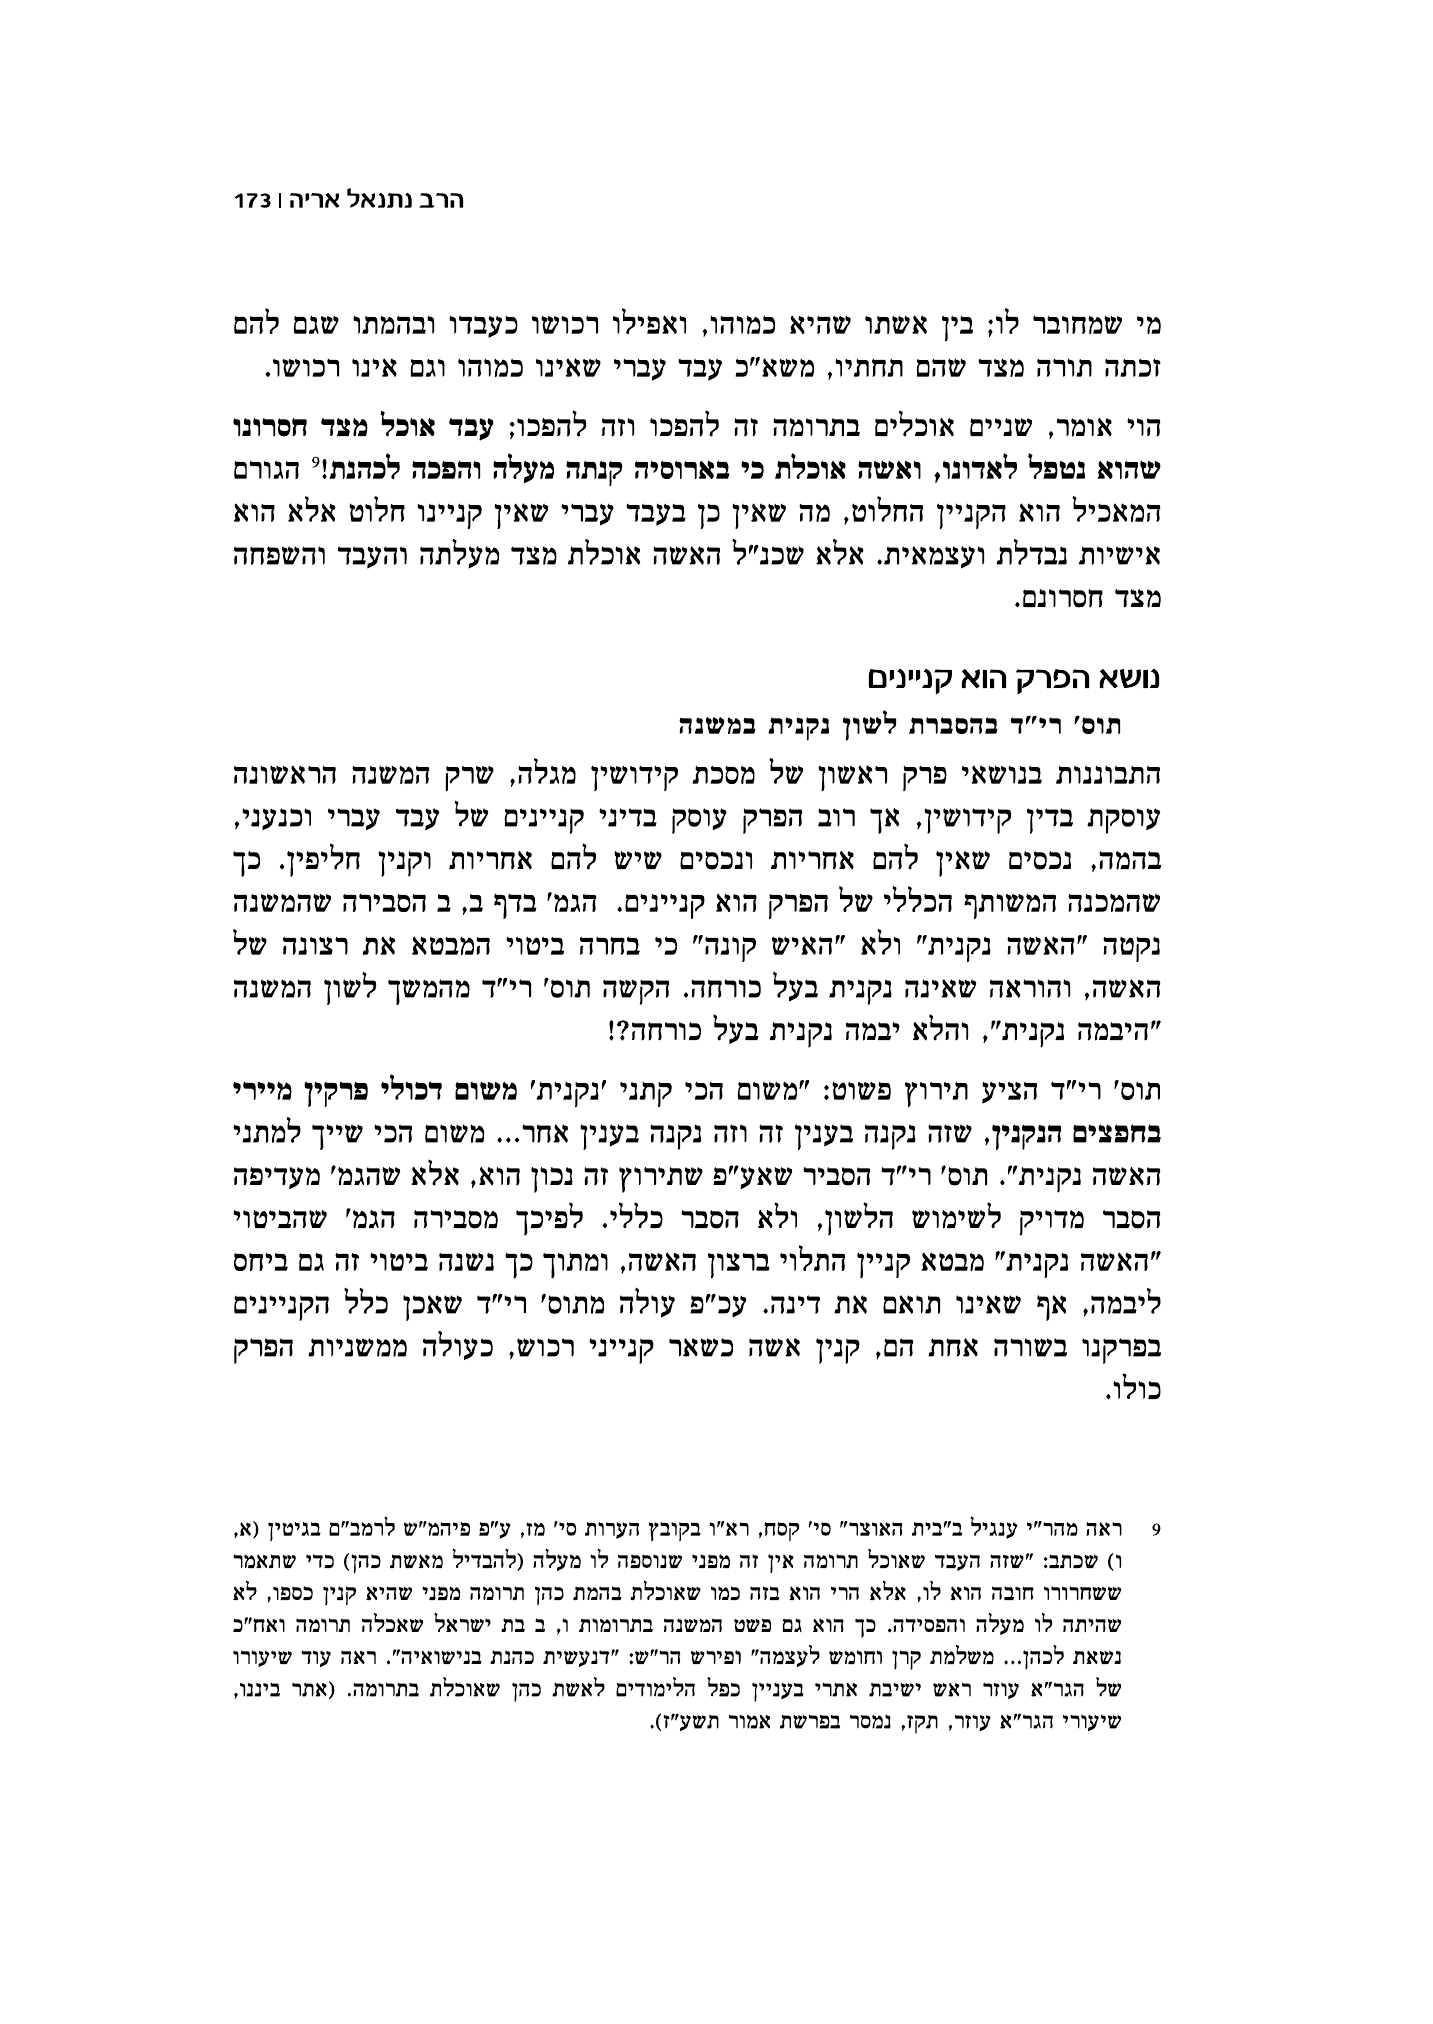 הרב נתנאל אריה | 173
מי שמחובר לו; בין אשתו שהיא כמוהו, ואפילו רכושו כעבדו ובהמתו שגם להם
זכתה תורה מצד שהם תחתיו, משא"כ עבד עברי שאינו כמוהו וגם אינו רכושו.
הוי אומר, שניים אוכלים בתרומה זה להפכו וזה להפכו; עבד אוכל מצד חסרונו
שהוא נטפל לאדונו, ואשה אוכלת כי בארוסיה קנתה מעלה והפכה לכהנת!9 הגורם
המאכיל הוא הקניין החלוט, מה שאין כן בעבד עברי שאין קניינו חלוט אלא הוא
אישיות נבדלת ועצמאית. אלא שכנ"ל האשה אוכלת מצד מעלתה והעבד והשפחה
מצד חסרונם.
נושא הפרק הוא קניינים
תוס' רי"ד בהסברת לשון נקנית במשנה
התבוננות בנושאי פרק ראשון של מסכת קידושין מגלה, שרק המשנה הראשונה
עוסקת בדין קידושין, אך רוב הפרק עוסק בדיני קניינים של עבד עברי וכנעני,
בהמה, נכסים שאין להם אחריות ונכסים שיש להם אחריות וקנין חליפין. כך
שהמכנה המשותף הכללי של הפרק הוא קניינים. הגמ' בדף ב, ב הסבירה שהמשנה
נקטה "האשה נקנית" ולא "האיש קונה" כי בחרה ביטוי המבטא את רצונה של
האשה, והוראה שאינה נקנית בעל כורחה. הקשה תוס' רי"ד מהמשך לשון המשנה
"היבמה נקנית", והלא יבמה נקנית בעל כורחה?!
תוס' רי"ד הציע תירוץ פשוט: "משום הכי קתני 'נקנית' משום דכולי פרקין מיירי
בחפצים הנקנין, שזה נקנה בענין זה וזה נקנה בענין אחר... משום הכי שייך למתני
האשה נקנית". תוס' רי"ד הסביר שאע"פ שתירוץ זה נכון הוא, אלא שהגמ' מעדיפה
הסבר מדויק לשימוש הלשון, ולא הסבר כללי. לפיכך מסבירה הגמ' שהביטוי
"האשה נקנית" מבטא קניין התלוי ברצון האשה, ומתוך כך נשנה ביטוי זה גם ביחס
ליבמה, אף שאינו תואם את דינה. עכ"פ עולה מתוס' רי"ד שאכן כלל הקניינים
בפרקנו בשורה אחת הם, קנין אשה כשאר קנייני רכוש, כעולה ממשניות הפרק
כולו.
9 ראה מהר"י ענגיל ב"בית האוצר" סי' קסח, רא"ו בקובץ הערות סי' מז, ע"פ פיהמ"ש לרמב"ם בגיטין (א,
ו) שכתב: "שזה העבד שאוכל תרומה אין זה מפני שנוספה לו מעלה (להבדיל מאשת כהן) כדי שתאמר
ששחרורו חובה הוא לו, אלא הרי הוא בזה כמו שאוכלת בהמת כהן תרומה מפני שהיא קנין כספו, לא
שהיתה לו מעלה והפסידה. כך הוא גם פשט המשנה בתרומות ו, ב בת ישראל שאכלה תרומה ואח"כ
נשאת לכהן... משלמת קרן וחומש לעצמה" ופירש הר"ש: "דנעשית כהנת בנישואיה". ראה עוד שיעורו
של הגר"א עוזר ראש ישיבת אתרי בעניין כפל הלימודים לאשת כהן שאוכלת בתרומה. (אתר ביננו,
שיעורי הגר"א עוזר, תקז, נמסר בפרשת אמור תשע"ז).